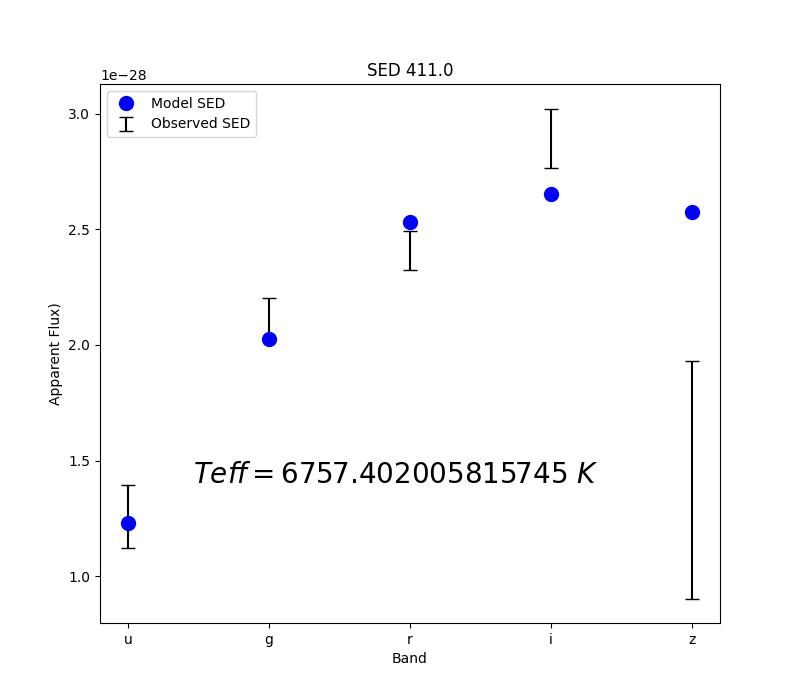 SED 411.0
1e−28
Model SED
Observed SED
3.0
2.5
2.0
1.5
1.0
Apparent Flux)
Teff = 6757.402005815745 K
u g r i z
Band